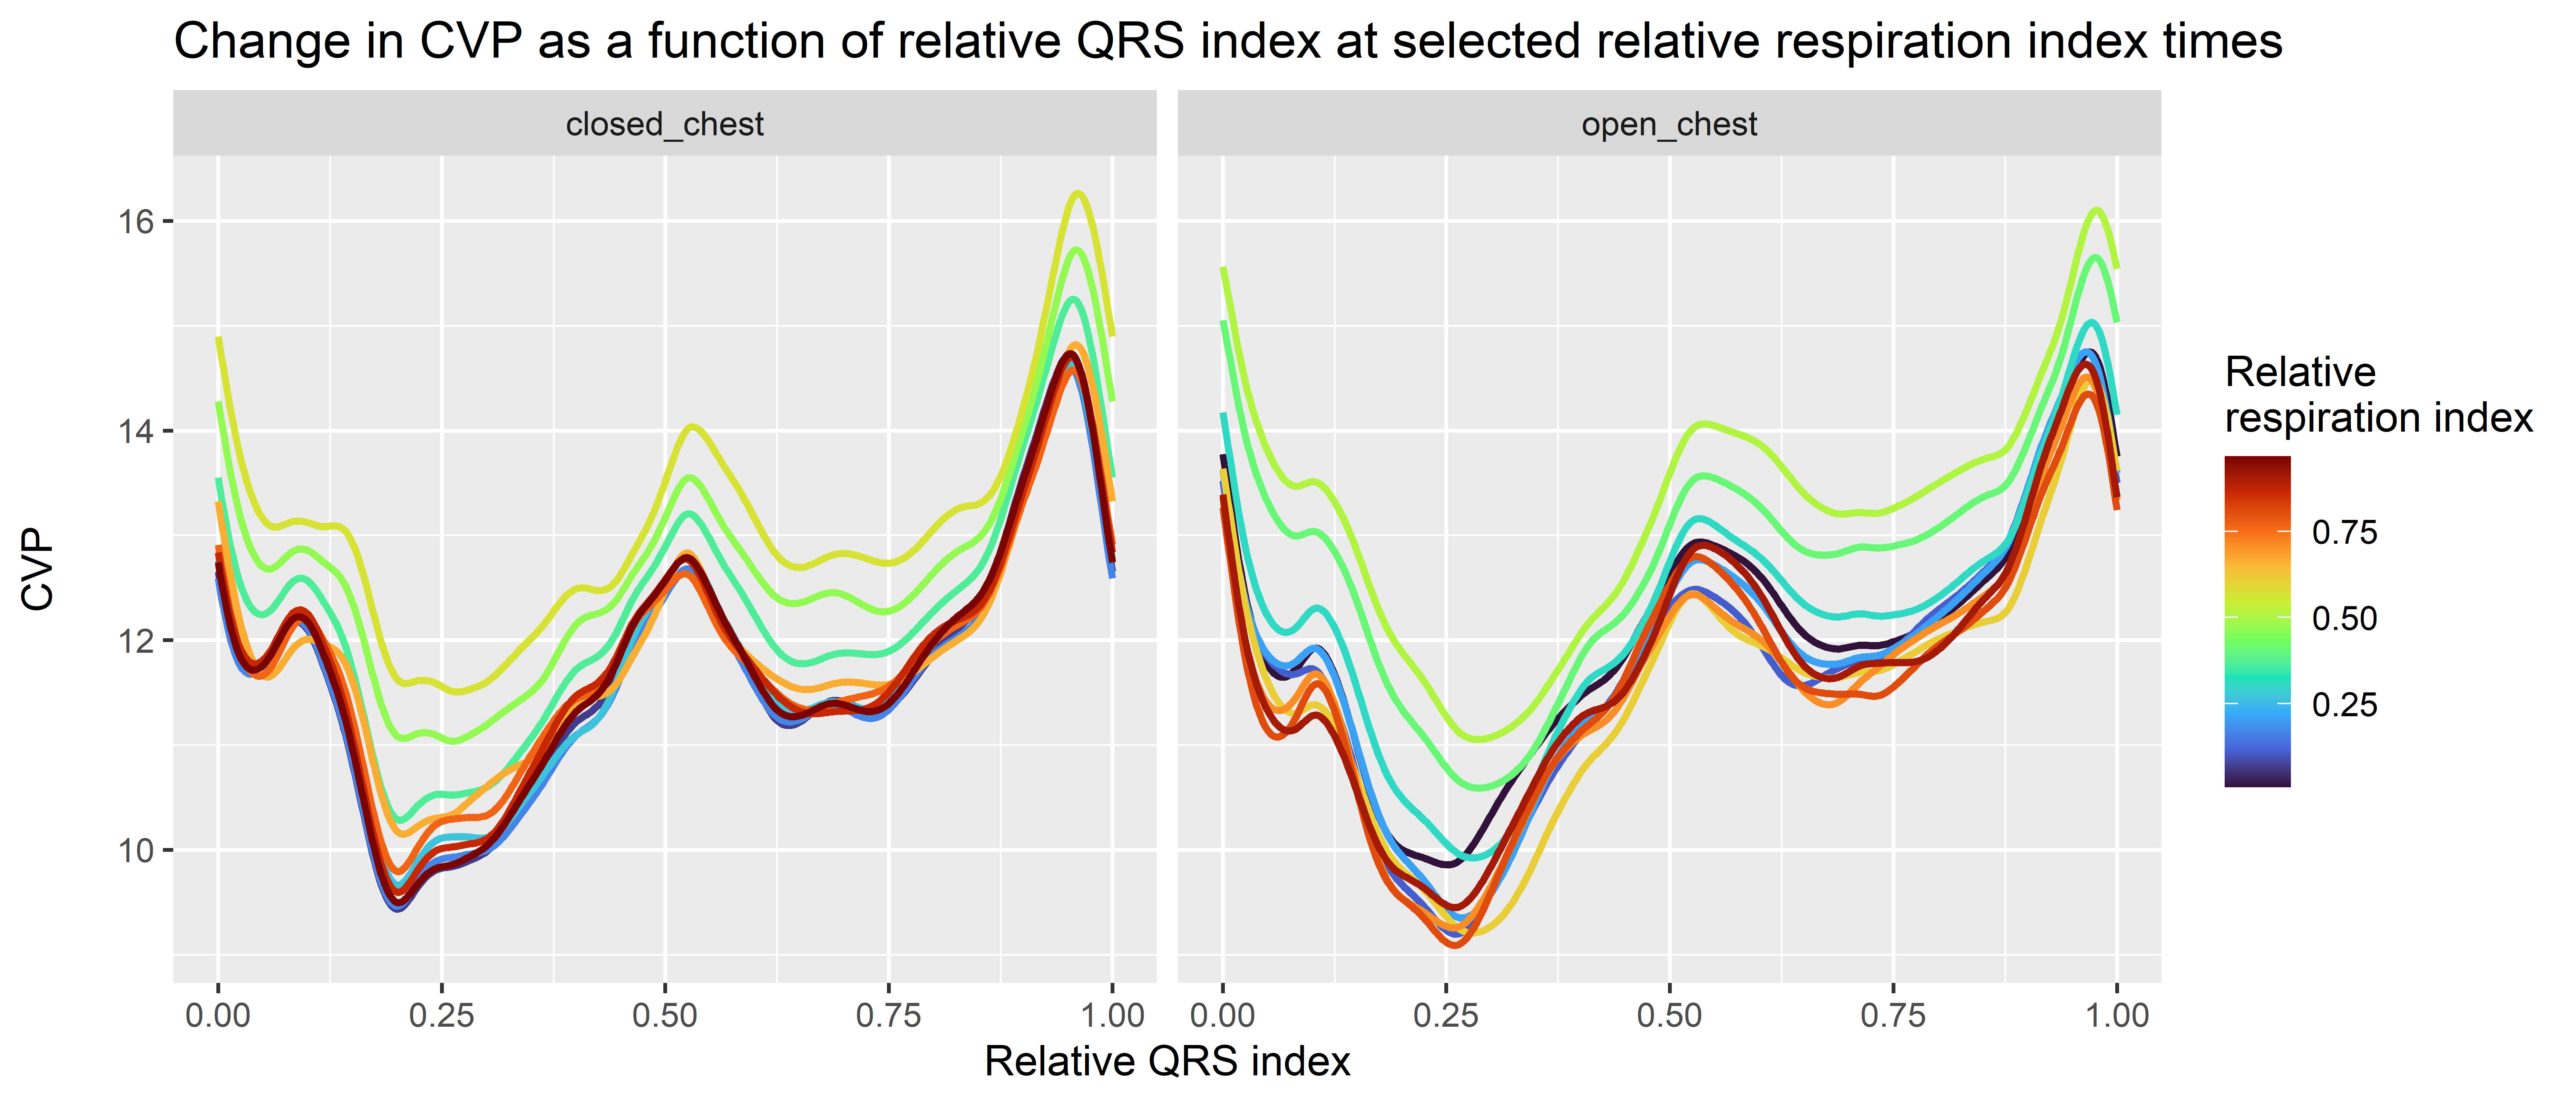 Change in CVP as a function of relative QRS index at selected relative respiration index times
closed_chest
open_chest
CVP
16
14
12
10
0.00 0.25 0.50 0.75 1.00
0.00 0.25 0.50 0.75 1.00
Relative QRS index
Relative
respiration index
0.75
0.50
0.25